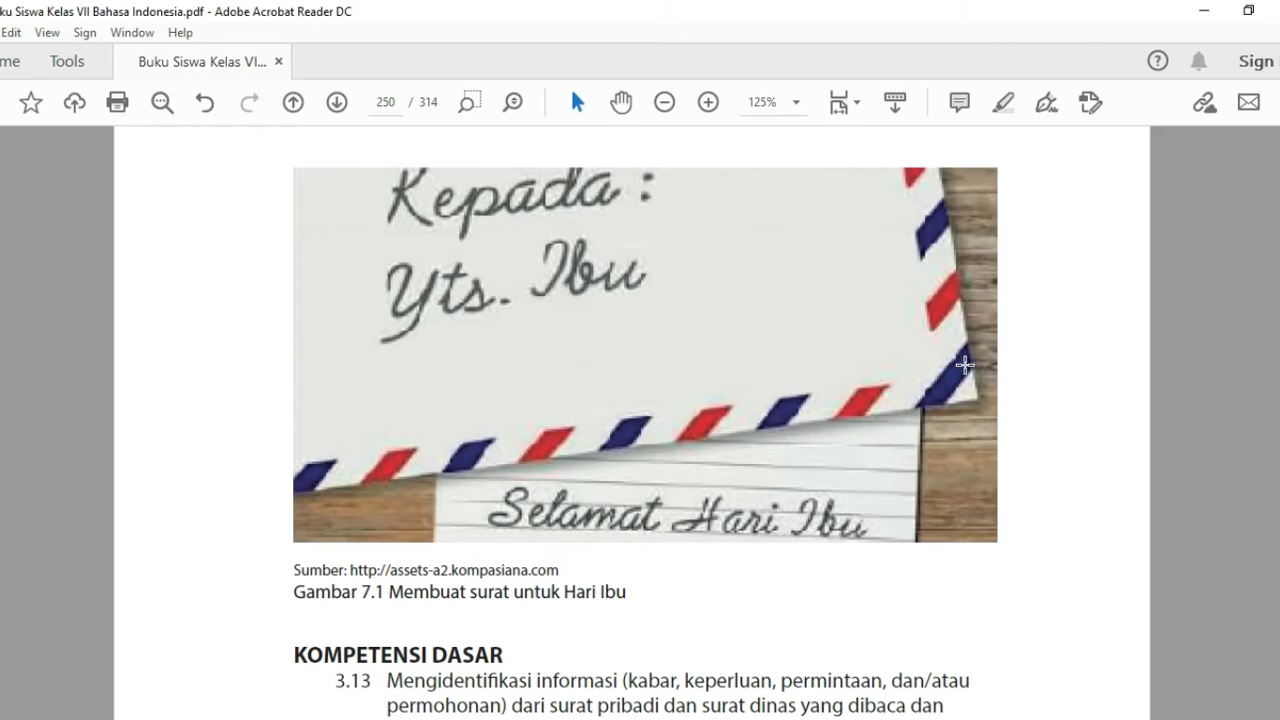 ku Siswa Kelas VII Bahasa Indonesia.pdf - Adobe Acrobat Reader DC
Edit View Sign Window Help
me Tools Buku Siswa Kelas VI... × Sign
250 / 314 125%
Kepada :
Yts. Ibu
Selamat Hari Ibu
Sumber: http://assets-a2.kompasiana.com
Gambar 7.1 Membuat surat untuk Hari Ibu
KOMPETENSI DASAR
3.13 Mengidentifikasi informasi (kabar, keperluan, permintaan, dan/atau
permohonan) dari surat pribadi dan surat dinas yang dibaca dan